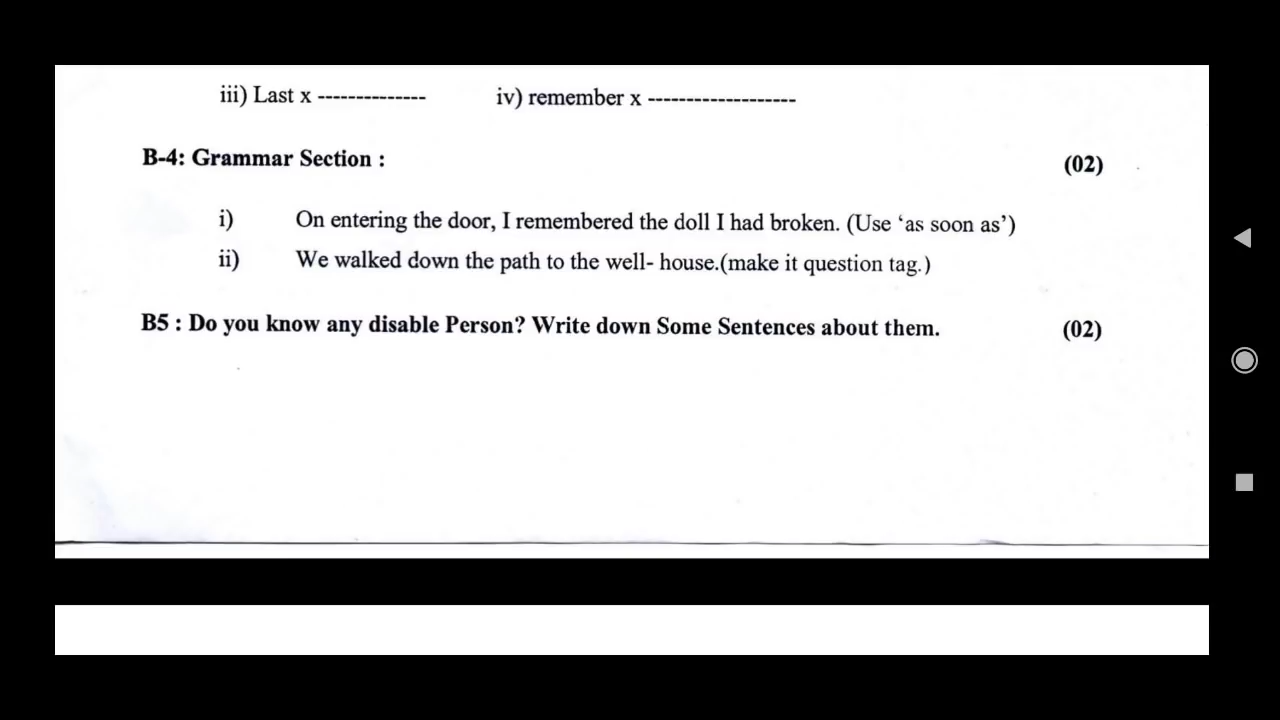 iii) Last x -------------- iv) remember x -------------------
B-4: Grammar Section : (02)
i) On entering the door, I remembered the doll I had broken. (Use ‘as soon as’)
ii) We walked down the path to the well- house.(make it question tag.)
B5 : Do you know any disable Person? Write down Some Sentences about them. (02)